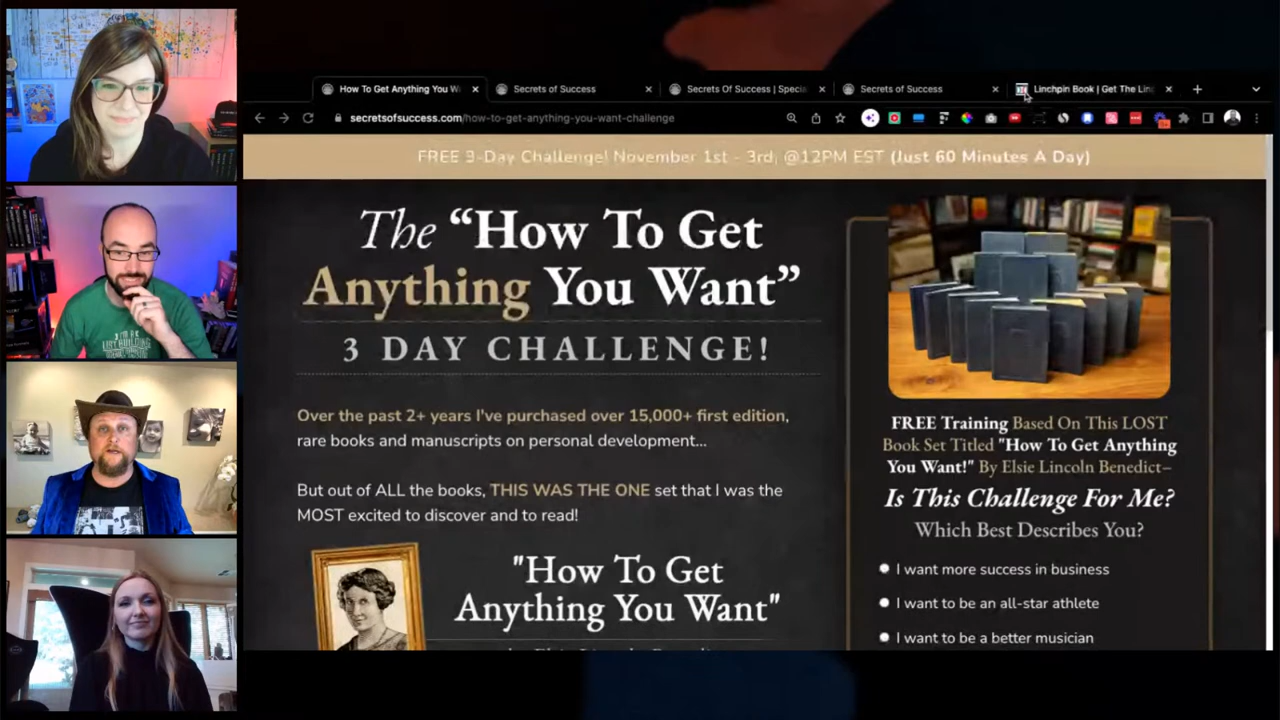 How To Get Anything You W
Secrets of Success
Secrets Of Success | Specia
Secrets of Success
Linchpin Book | Get The Lin
secretsofsuccess.com/how-to-get-anything-you-want-challenge
FREE 3-Day Challenge! November 1st - 3rd, @12PM EST (Just 60 Minutes A Day)
The “How To Get
Anything You Want”
3 DAY CHALLENGE!
Over the past 2+ years I've purchased over 15,000+ first edition,
rare books and manuscripts on personal development...
But out of ALL the books, THIS WAS THE ONE set that I was the
MOST excited to discover and to read!
"How To Get
Anything You Want"
FREE Training Based On This LOST
Book Set Titled "How To Get Anything
You Want!" By Elsie Lincoln Benedict—
Is This Challenge For Me?
Which Best Describes You?
I want more success in business
I want to be an all-star athlete
I want to be a better musician
I'M A
LIST BUILDING